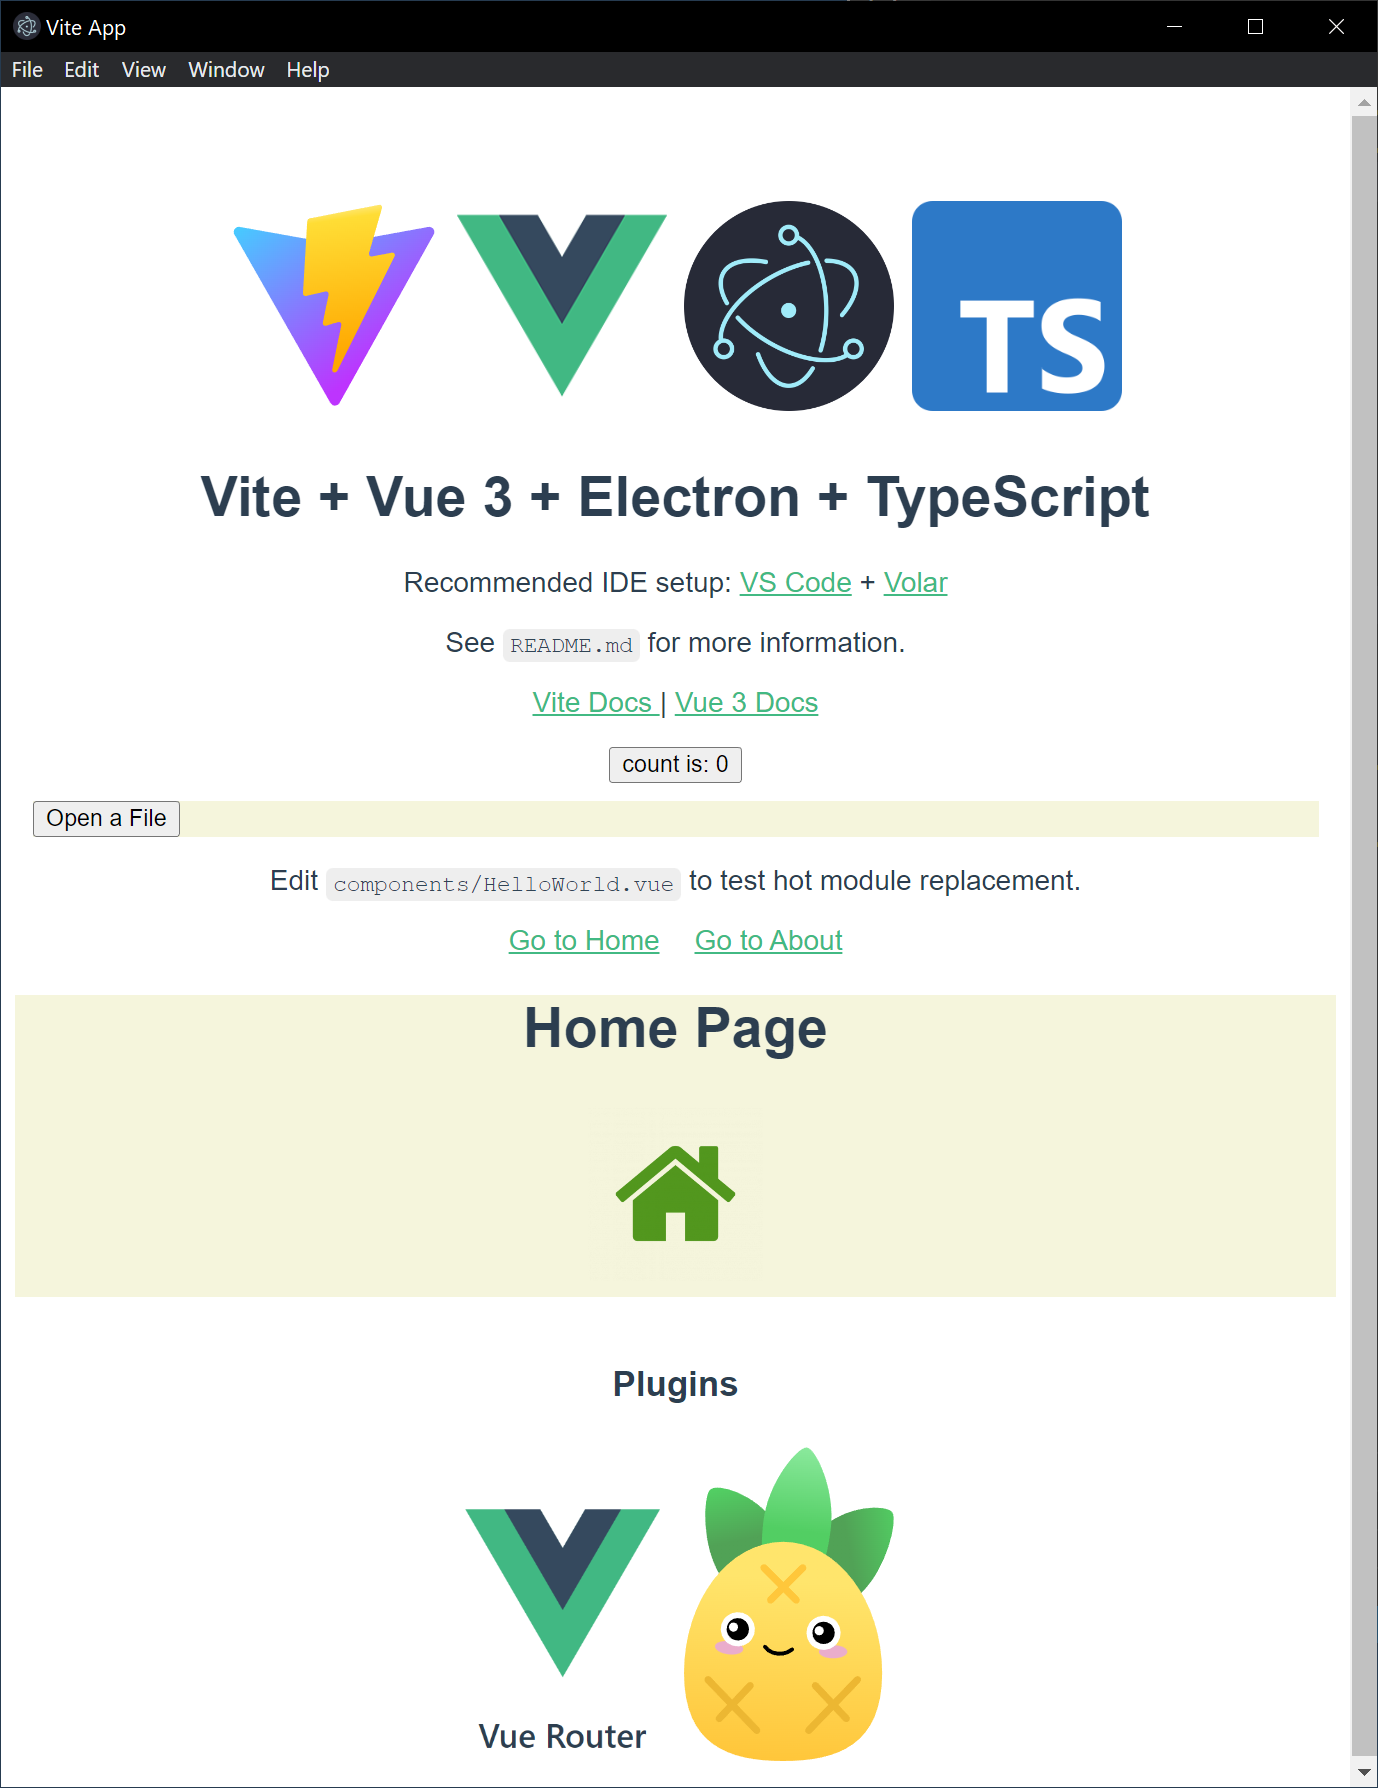 Vite App
File Edit View Window Help
TS
Vite + Vue 3 + Electron + TypeScript
Recommended IDE setup: VS Code + Volar
See README.md for more information.
Vite Docs | Vue 3 Docs
count is: 0
Open a File
Edit components/HelloWorld.vue to test hot module replacement.
Go to Home Go to About
Home Page
Plugins
Vue Router